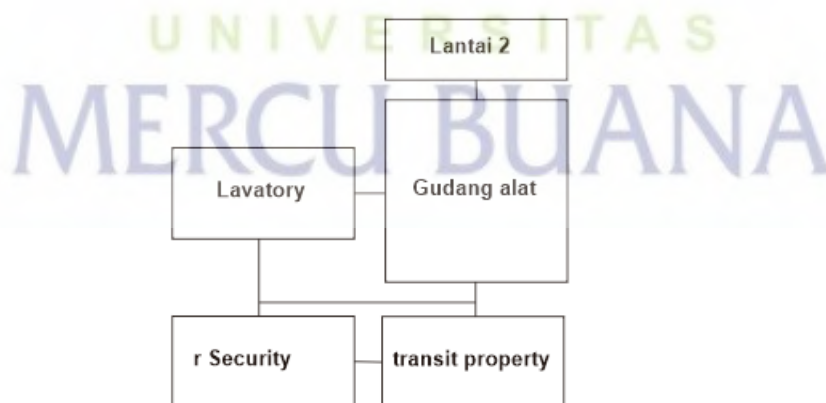 UNIVERSITAS
Lantai 2
MERCU BUANA
Lavatory
Gudang alat
r Security
transit property